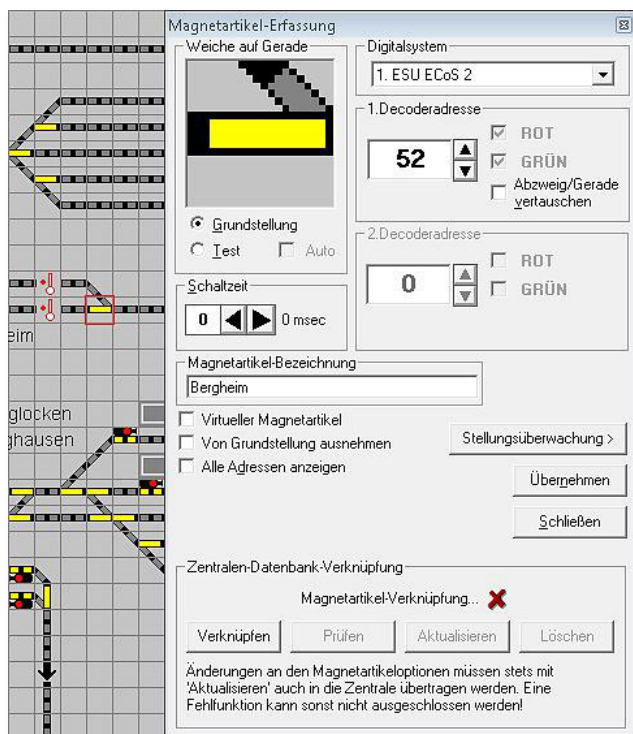 Magnetartikel-Erfassung
Weiche auf Gerade
Grundstellung
Test
Auto
Schaltzeit
0
0 msec
Digitalsystem
1. ESU ECoS 2
1.Decoderadresse
52
ROT
GRÜN
Abzweig/Gerade
vertauschen
2.Decoderadresse
0
ROT
GRÜN
Magnetartikel-Bezeichnung
Bergheim
Virtueller Magnetartikel
Von Grundstellung ausnehmen
Alle Adressen anzeigen
Stellungsüberwachung >
Übernehmen
Schließen
Zentralen-Datenbank-Verknüpfung
Magnetartikel-Verknüpfung...
Verknüpfen
Prüfen
Aktualisieren
Löschen
Änderungen an den Magnetartikeloptionen müssen stets mit
'Aktualisieren' auch in die Zentrale übertragen werden. Eine
Fehlfunktion kann sonst nicht ausgeschlossen werden!
eim
glocken
ghausen